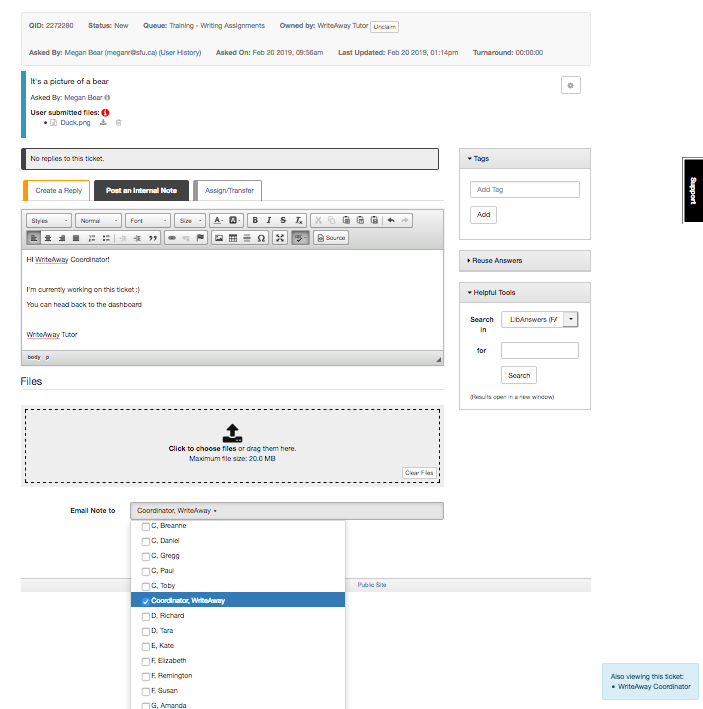 QID: 2272280 Status: New Queue: Training - Writing Assignments Owned by: WriteAway Tutor Unclaim
Asked By: Megan Bear (meganr@sfu.ca) (User History) Asked On: Feb 20 2019, 09:56am Last Updated: Feb 20 2019, 01:14pm Turnaround: 00:00:00
It's a picture of a bear
Asked By: Megan Bear
User submitted files:
Duck.png
No replies to this ticket.
Create a Reply Post an Internal Note Assign/Transfer
Styles Normal Font Size A A B I S Tx
Source
HI WriteAway Coordinator!
I'm currently working on this ticket :)
You can head back to the dashboard
WriteAway Tutor
body p
Files
Click to choose files or drag them here.
Maximum file size: 20.0 MB
Clear Files
Email Note to Coordinator, WriteAway
C, Breanne
C, Daniel
C, Gregg
C, Paul
C, Toby
Coordinator, WriteAway
D, Richard
D, Tara
E, Kate
F, Elizabeth
F, Remington
F, Susan
G, Amanda
Public Site
Tags
Add Tag
Add
Reuse Answers
Helpful Tools
Search in LibAnswers (FA
for
Search
(Results open in a new window)
Support
Also viewing this ticket:
• WriteAway Coordinator